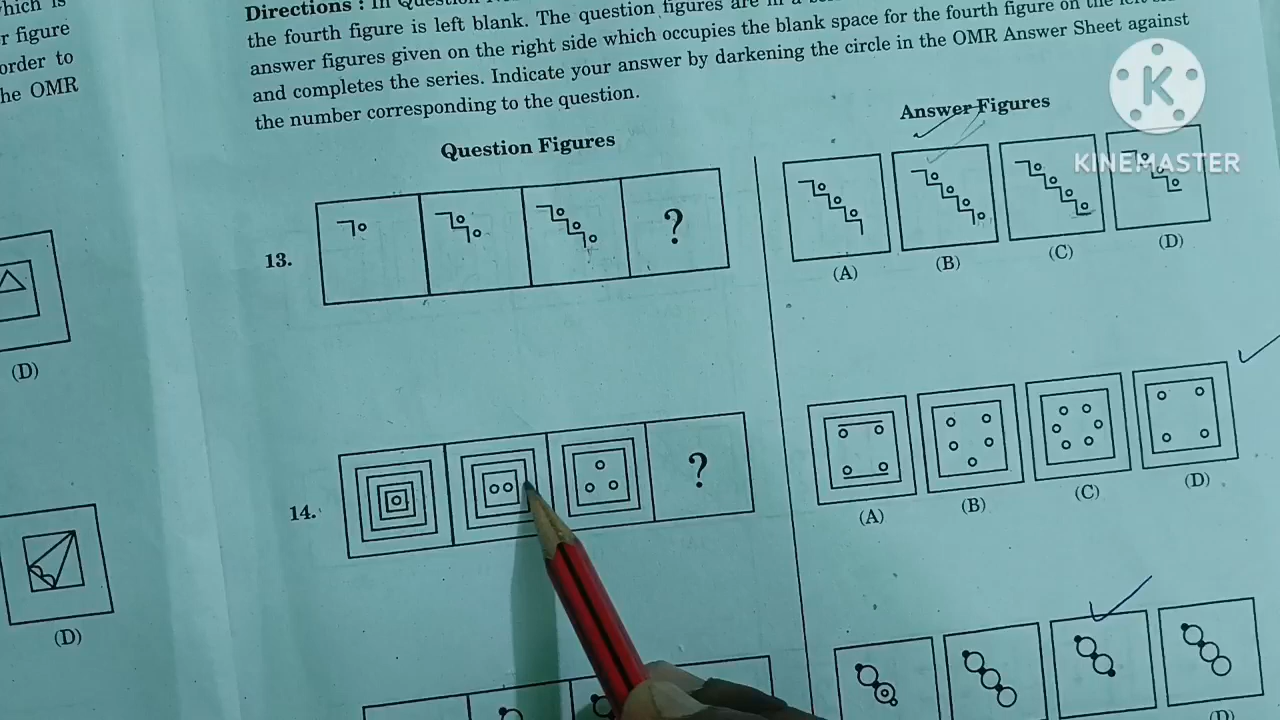 which is
r figure
order to
he OMR
Directions : In Question
the fourth figure is left blank. The question figures are in a
answer figures given on the right side which occupies the blank space for the fourth figure on the left
and completes the series. Indicate your answer by darkening the circle in the OMR Answer Sheet against
the number corresponding to the question.
Question Figures
Answer Figures
KINEMASTER
K
13.
?
(A)
(B)
(C)
(D)
(D)
14.
?
(A)
(B)
(C)
(D)
(D)
(D)